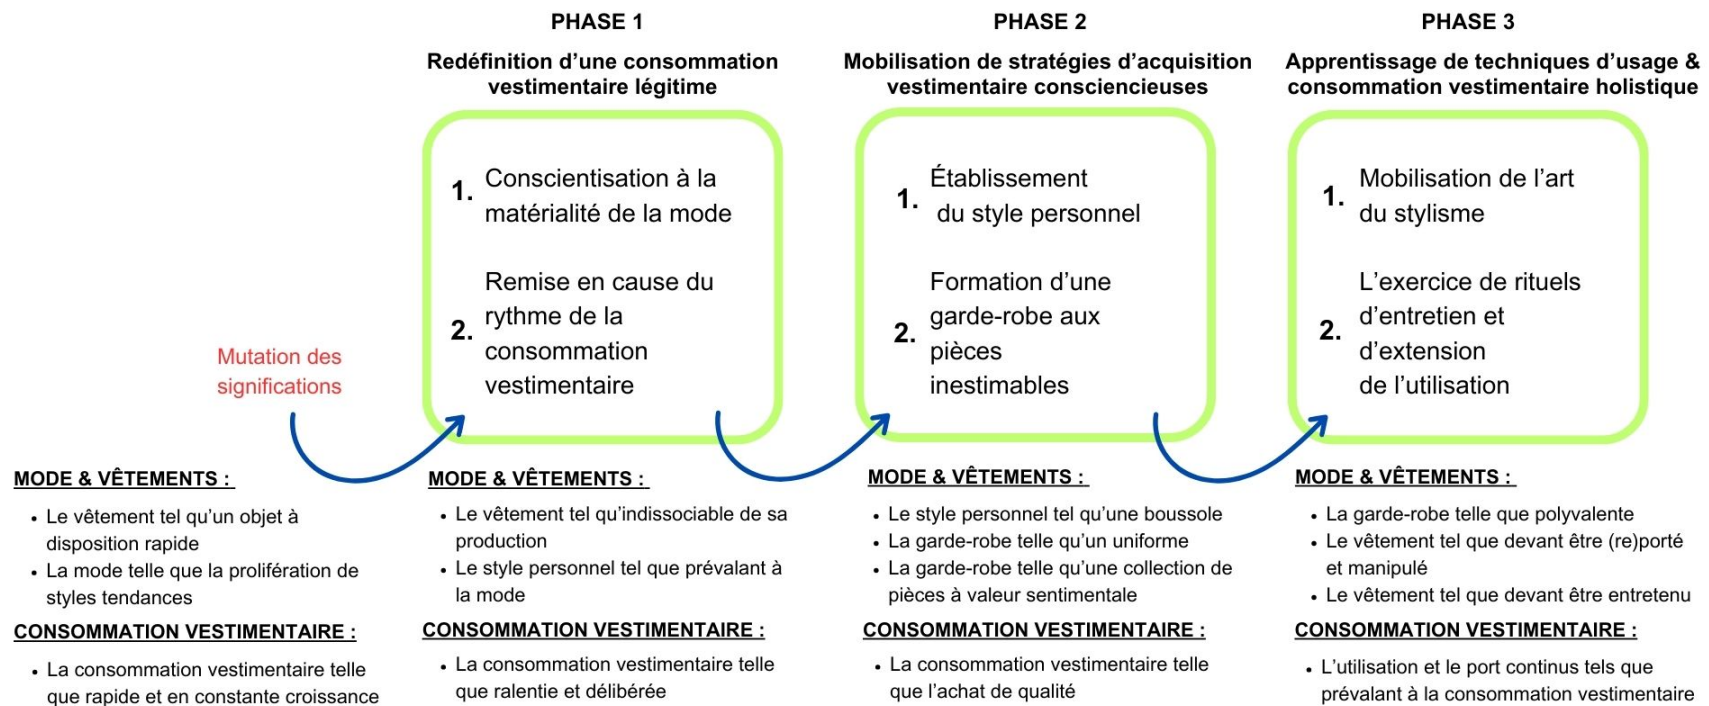 PHASE 1
Redéfinition d’une consommation
vestimentaire légitime
1.
Conscientisation à la
matérialité de la mode
2.
Remise en cause du
rythme de la
consommation
vestimentaire
PHASE 2
Mobilisation de stratégies d’acquisition
vestimentaire consciencieuses
1.
Établissement
du style personnel
2.
Formation d’une
garde-robe aux
pièces
inestimables
PHASE 3
Apprentissage de techniques d’usage &
consommation vestimentaire holistique
1.
Mobilisation de l’art
du stylisme
2.
L’exercice de rituels
d’entretien et
d’extension
de l’utilisation
Mutation des
significations
MODE & VÊTEMENTS :
• Le vêtement tel qu’un objet à
disposition rapide
• La mode telle que la prolifération de
styles tendances
CONSOMMATION VESTIMENTAIRE :
• La consommation vestimentaire telle
que rapide et en constante croissance
MODE & VÊTEMENTS :
• Le vêtement tel qu’indissociable de sa
production
• Le style personnel tel que prévalant à
la mode
CONSOMMATION VESTIMENTAIRE :
• La consommation vestimentaire telle
que ralentie et délibérée
MODE & VÊTEMENTS :
• Le style personnel tel qu’une boussole
• La garde-robe telle qu’un uniforme
• La garde-robe telle qu’une collection de
pièces à valeur sentimentale
CONSOMMATION VESTIMENTAIRE :
• La consommation vestimentaire telle
que l’achat de qualité
MODE & VÊTEMENTS :
• La garde-robe telle que polyvalente
• Le vêtement tel que devant être (re)porté
et manipulé
• Le vêtement tel que devant être entretenu
CONSOMMATION VESTIMENTAIRE :
• L’utilisation et le port continus tels que
prévalant à la consommation vestimentaire